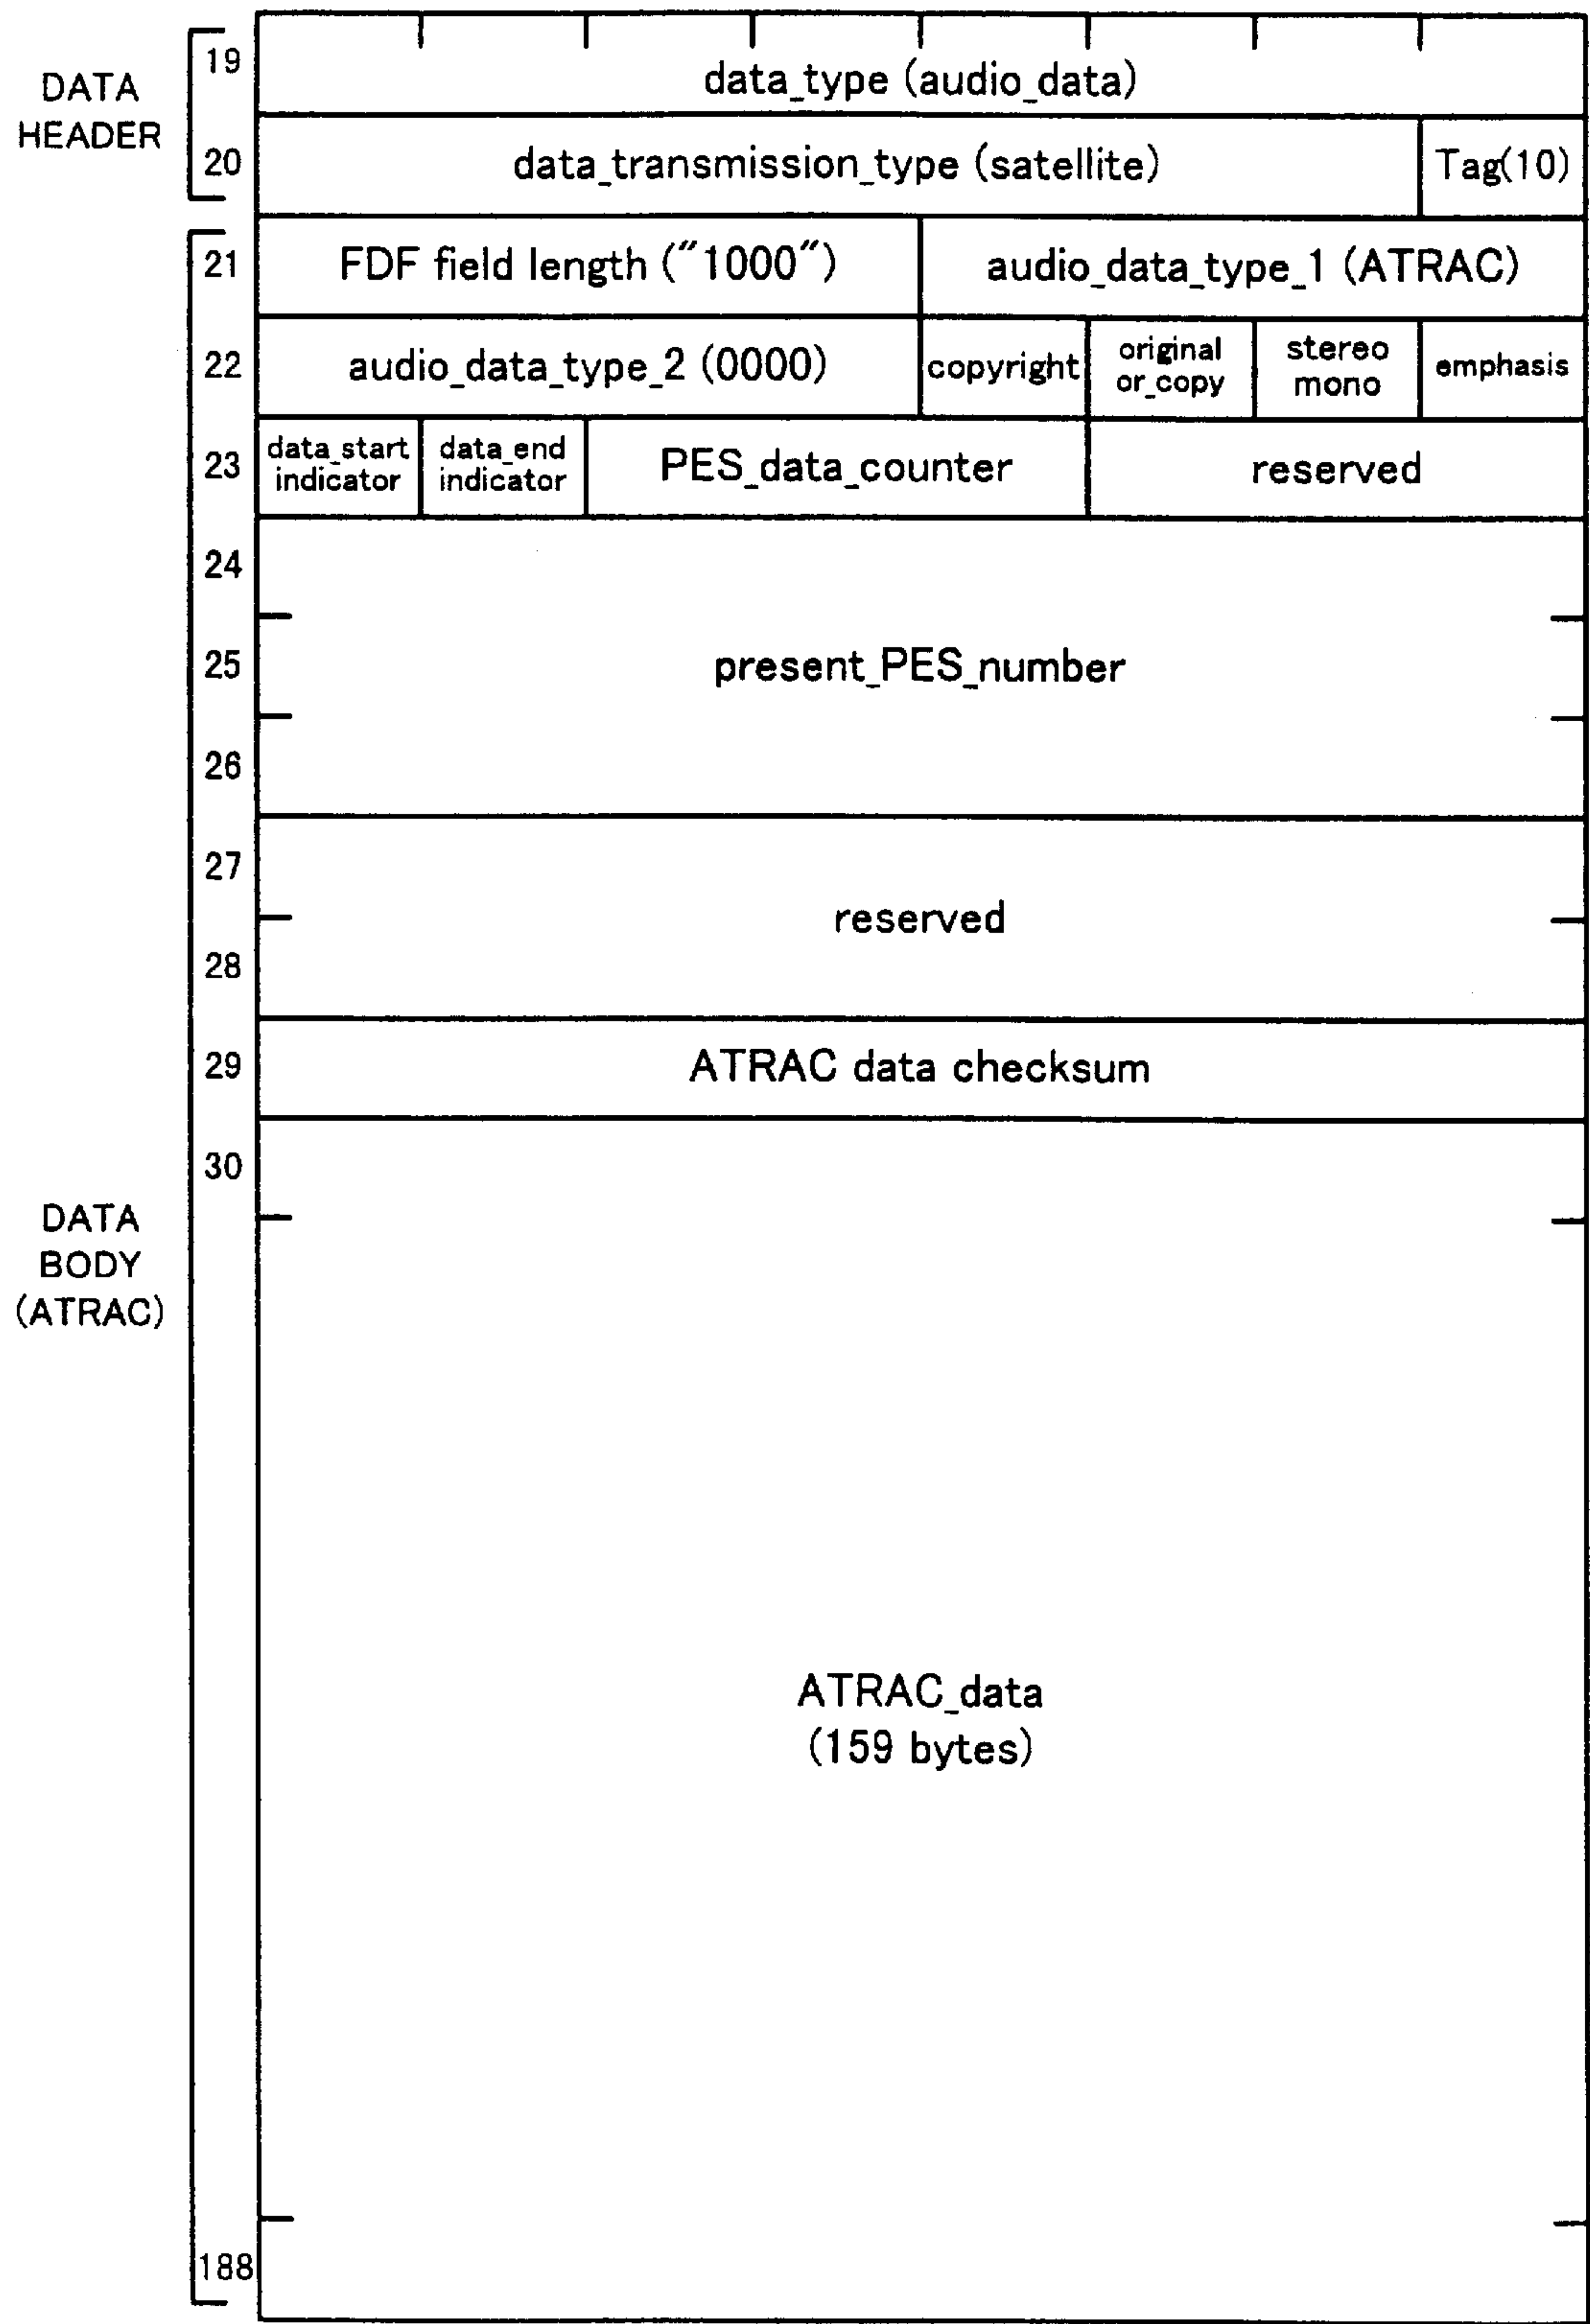 DATA
HEADER
19
data_type (audio_data)
20
data_transmission_type (satellite)
Tag(10)
21
FDF field length ("1000")
audio_data_type_1 (ATRAC)
22
audio_data_type_2 (0000)
copyright
original
or_copy
stereo
mono
emphasis
23
data_start
indicator
data_end
indicator
PES_data_counter
reserved
24
25
present_PES_number
26
27
reserved
28
29
ATRAC data checksum
30
DATA
BODY
(ATRAC)
ATRAC_data
(159 bytes)
188